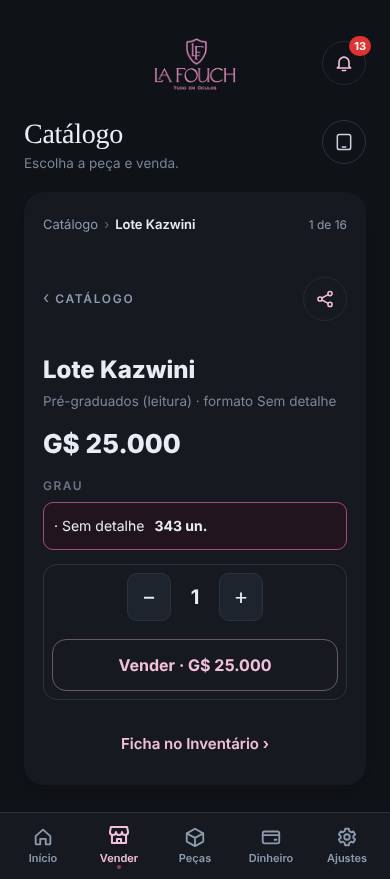 13
LF
LA FOUCH
Tudo em Óculos
Catálogo
Escolha a peça e venda.
Catálogo › Lote Kazwini
1 de 16
‹ CATÁLOGO
Lote Kazwini
Pré-graduados (leitura) · formato Sem detalhe
G$ 25.000
GRAU
· Sem detalhe 343 un.
− 1 +
Vender · G$ 25.000
Ficha no Inventário ›
Início Vender Peças Dinheiro Ajustes